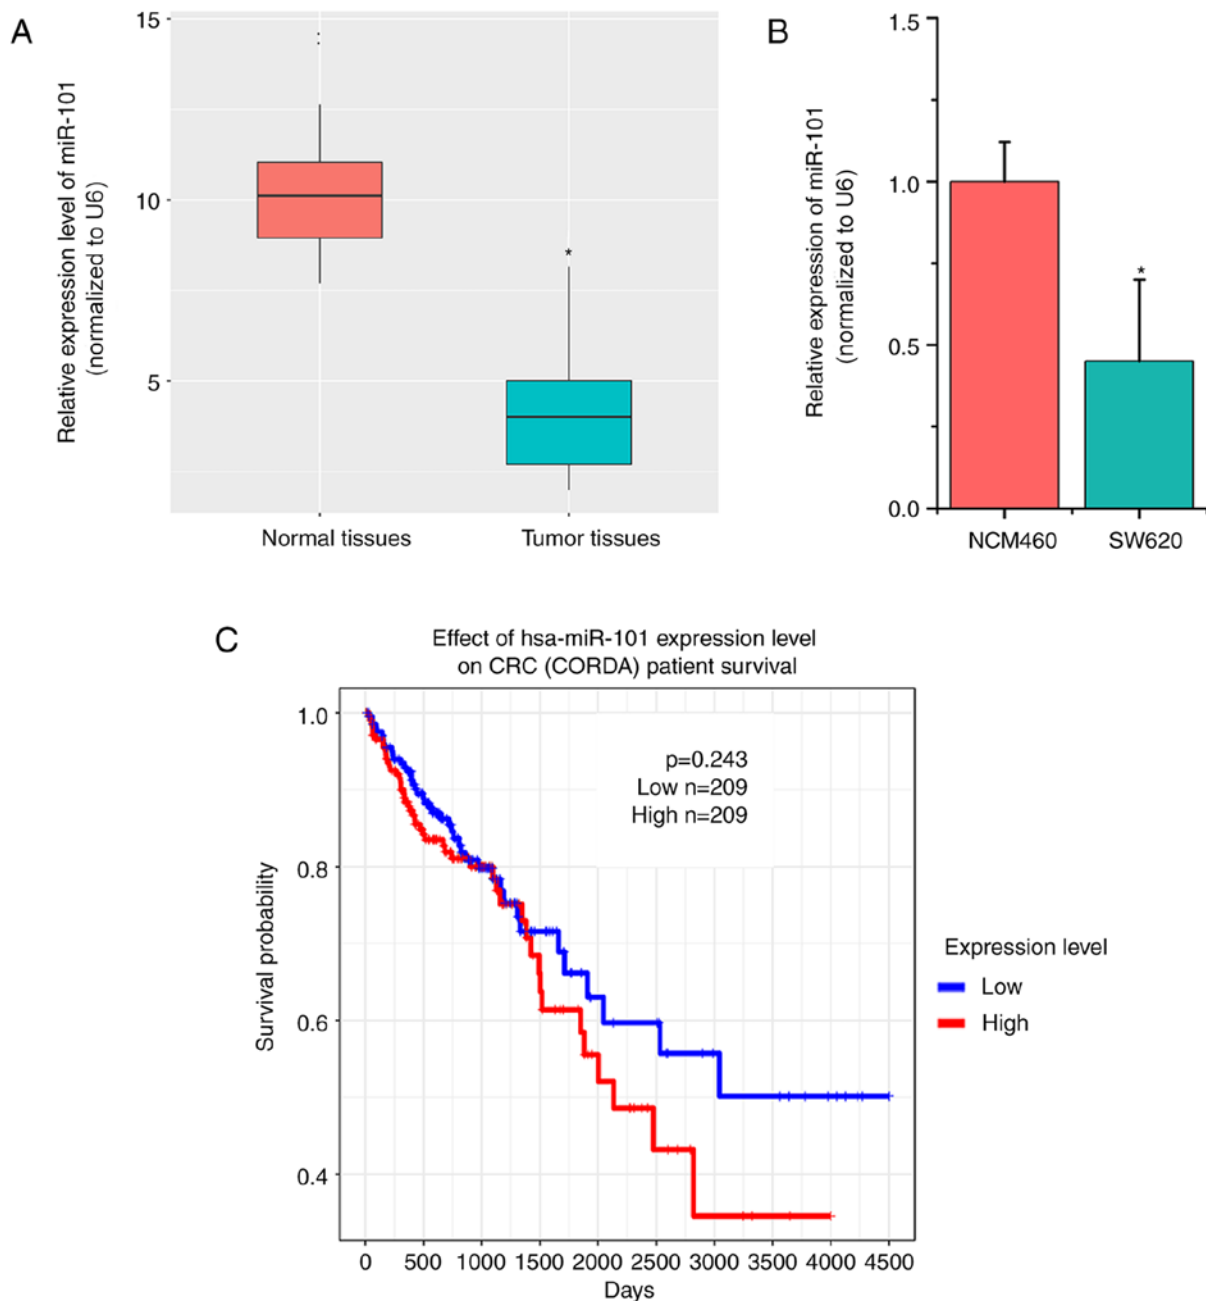 A
Relative expression level of miR-101
(normalized to U6)
15
10
5
:
*
Normal tissues
Tumor tissues
B
Relative expression of miR-101
(normalized to U6)
1.5
1.0
0.5
0.0
*
NCM460
SW620
C
Effect of hsa-miR-101 expression level
on CRC (CORDA) patient survival
Survival probability
1.0
0.8
0.6
0.4
p=0.243
Low n=209
High n=209
Expression level
Low
High
0 500 1000 1500 2000 2500 3000 3500 4000 4500
Days